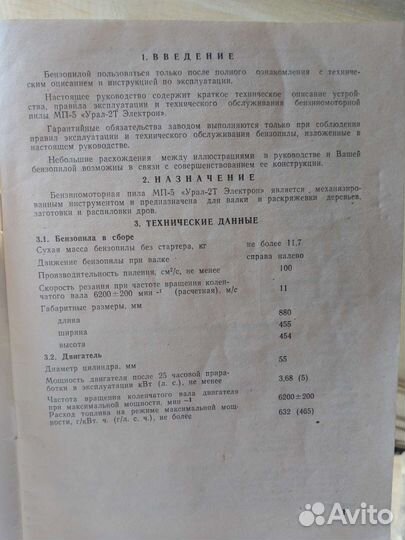 1. ВВЕДЕНИЕ
Бензопилой пользоваться только после полного ознакомления с техниче-
ским описанием и инструкцией по эксплуатации.
Настоящее руководство содержит краткое техническое описание устрой-
ства, правила эксплуатации и технического обслуживания бензиномоторной
пилы МП-5 «Урал-2Т Электрон».
Гарантийные обязательства заводом выполняются только при соблюдении
правил эксплуатации и технического обслуживания бензопилы, изложенные в
настоящем руководстве.
Небольшие расхождения между иллюстрациями в руководстве и Вашей
бензопилой возможны в связи с совершенствованием ее конструкции.
2. НАЗНАЧЕНИЕ
Бензиномоторная пила МП-5 «Урал-2Т Электрон» является механизиро-
ванным инструментом и предназначена для валки и раскряжевки деревьев,
заготовки и распиловки дров.
3. ТЕХНИЧЕСКИЕ ДАННЫЕ
3.1. Бензопила в сборе
Сухая масса бензопилы без стартера, кг не более 11,7
Движение бензопилы при валке справа налево
Производительность пиления, см²/с, не менее 100
Скорость резания при частоте вращения колен-
чатого вала 6200±200 мин -¹ (расчетная), м/с 11
Габаритные размеры, мм
длина 880
ширина 455
высота 454
3.2. Двигатель
Диаметр цилиндра, мм 55
Мощность двигателя после 25 часовой прира-
ботки в эксплуатации кВт (л. с.), не менее 3,68 (5)
Частота вращения коленчатого вала двигателя
при максимальной мощности, мин —¹ 6200±200
Расход топлива на режиме максимальной мощ-
ности, г/кВт. ч (г/л. с. ч.), не более 632 (465)
Avito